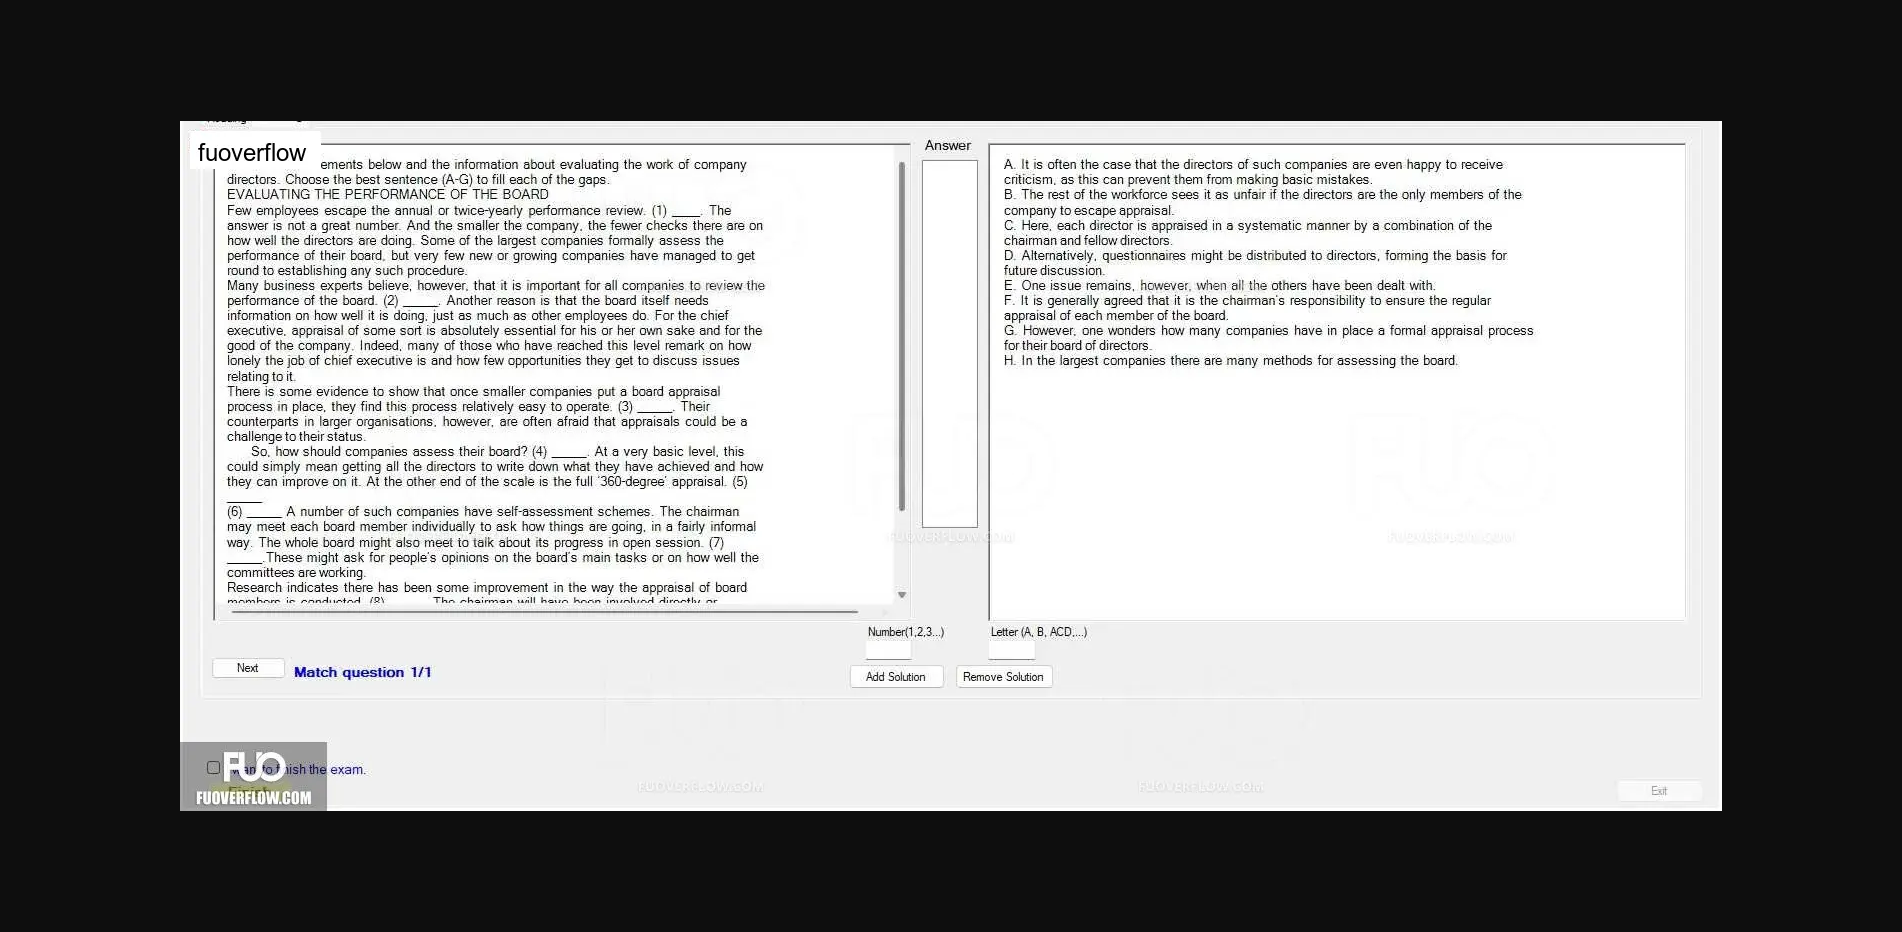 fuoverflow
ements below and the information about evaluating the work of company
directors. Choose the best sentence (A-G) to fill each of the gaps.
EVALUATING THE PERFORMANCE OF THE BOARD
Few employees escape the annual or twice-yearly performance review. (1) ____. The
answer is not a great number. And the smaller the company, the fewer checks there are on
how well the directors are doing. Some of the largest companies formally assess the
performance of their board, but very few new or growing companies have managed to get
round to establishing any such procedure.
Many business experts believe, however, that it is important for all companies to review the
performance of the board. (2) _____. Another reason is that the board itself needs
information on how well it is doing, just as much as other employees do. For the chief
executive, appraisal of some sort is absolutely essential for his or her own sake and for the
good of the company. Indeed, many of those who have reached this level remark on how
lonely the job of chief executive is and how few opportunities they get to discuss issues
relating to it.
There is some evidence to show that once smaller companies put a board appraisal
process in place, they find this process relatively easy to operate. (3) _____. Their
counterparts in larger organisations, however, are often afraid that appraisals could be a
challenge to their status.
So, how should companies assess their board? (4) _____. At a very basic level, this
could simply mean getting all the directors to write down what they have achieved and how
they can improve on it. At the other end of the scale is the full '360-degree' appraisal. (5)
_____
(6) _____ A number of such companies have self-assessment schemes. The chairman
may meet each board member individually to ask how things are going, in a fairly informal
way. The whole board might also meet to talk about its progress in open session. (7)
_____.These might ask for people's opinions on the board's main tasks or on how well the
committees are working.
Research indicates there has been some improvement in the way the appraisal of board
members is conducted. (8) _____. The chairman will have been involved directly or
Answer
A. It is often the case that the directors of such companies are even happy to receive
criticism, as this can prevent them from making basic mistakes.
B. The rest of the workforce sees it as unfair if the directors are the only members of the
company to escape appraisal.
C. Here, each director is appraised in a systematic manner by a combination of the
chairman and fellow directors.
D. Alternatively, questionnaires might be distributed to directors, forming the basis for
future discussion.
E. One issue remains, however, when all the others have been dealt with.
F. It is generally agreed that it is the chairman's responsibility to ensure the regular
appraisal of each member of the board.
G. However, one wonders how many companies have in place a formal appraisal process
for their board of directors.
H. In the largest companies there are many methods for assessing the board.
Number(1,2,3...)
Letter (A, B, ACD,...)
Next
Match question 1/1
Add Solution
Remove Solution
FUO
finish the exam.
Finish
FUOVERFLOW.COM
FUOVERFLOW.COM
FUOVERFLOW.COM
FUOVERFLOW.COM
FUOVERFLOW.COM
Exit